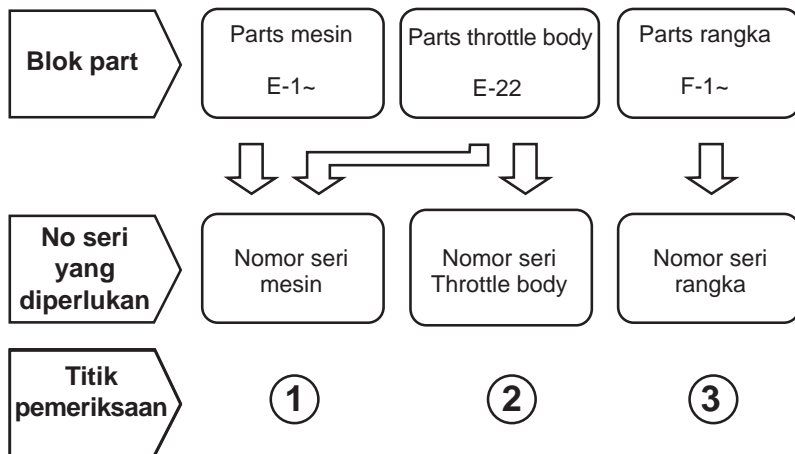 Blok part
Parts mesin
E-1~
Parts throttle body
E-22
Parts rangka
F-1~
No seri
yang
diperlukan
Nomor seri
mesin
Nomor seri
Throttle body
Nomor seri
rangka
Titik
pemeriksaan
1
2
3